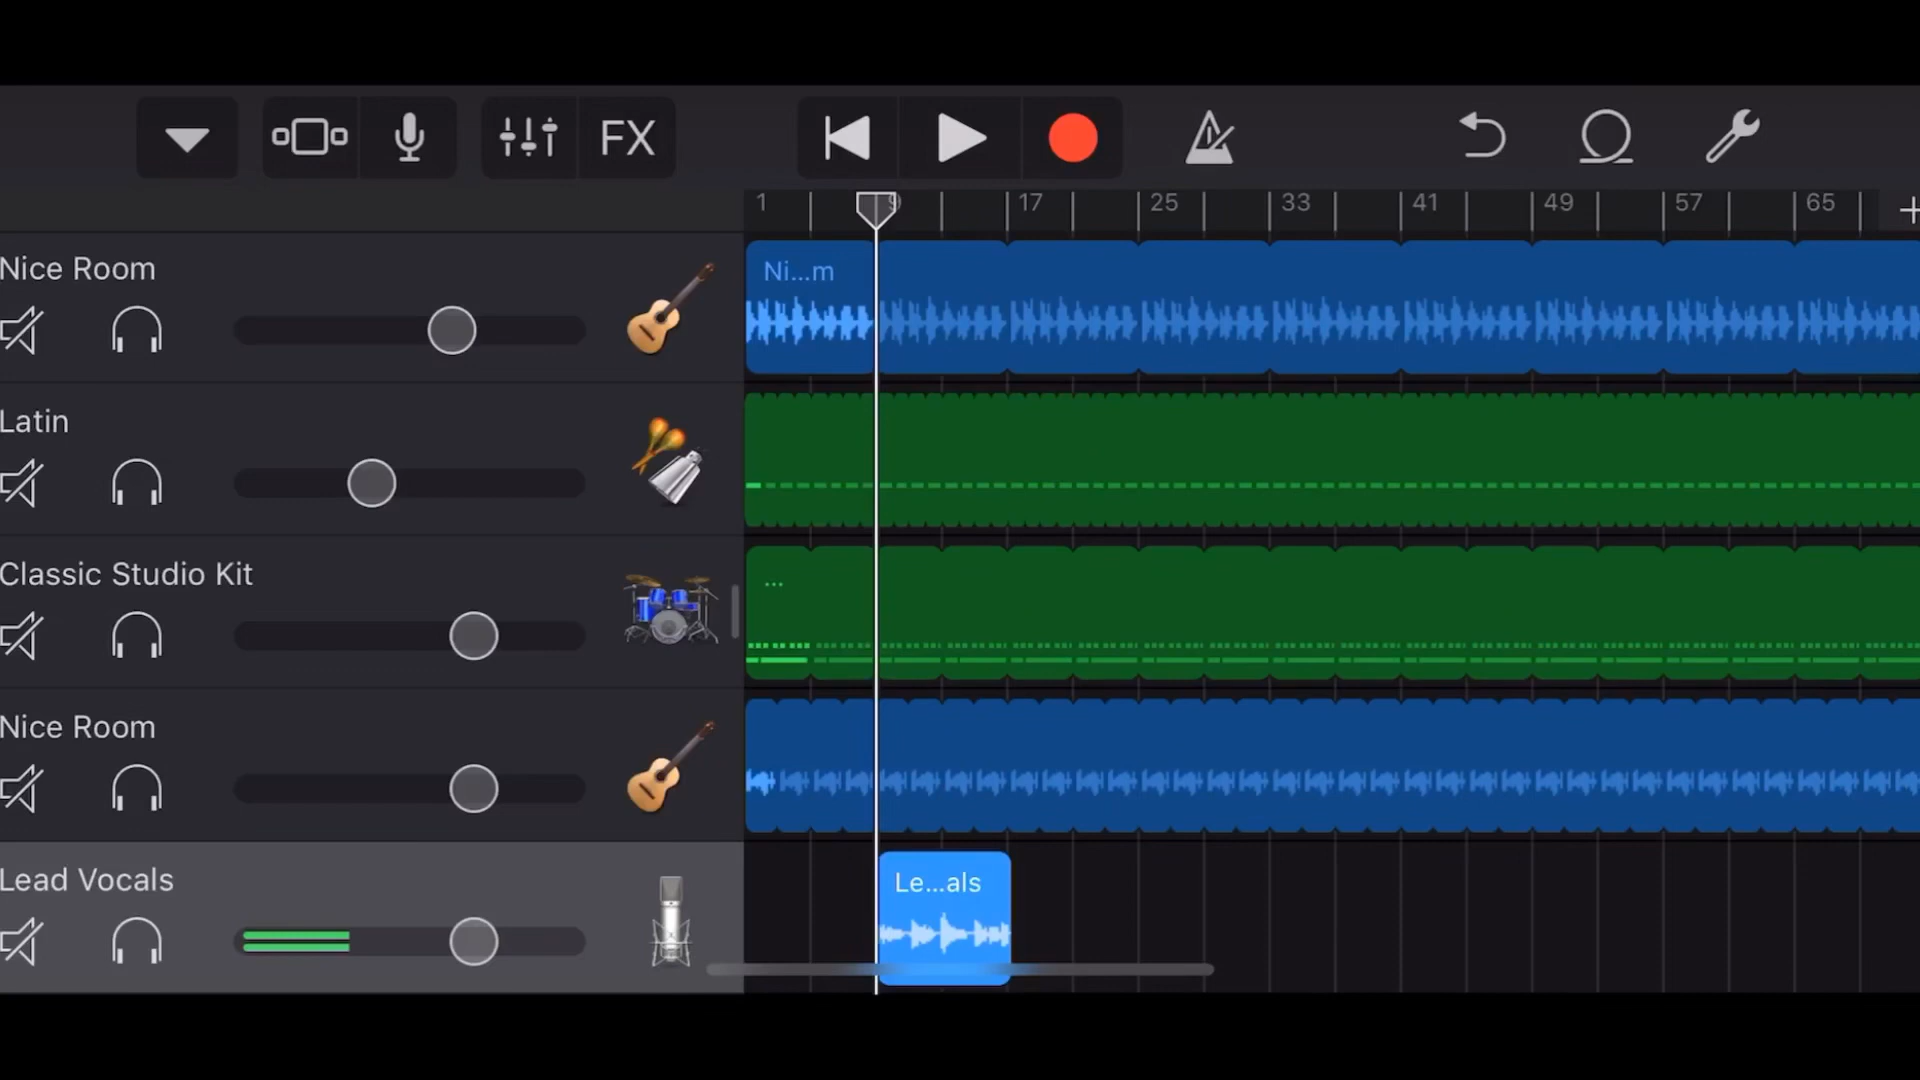 FX
1 9 17 25 33 41 49 57 65
Nice Room
Ni...m
Latin
Classic Studio Kit
...
Nice Room
Lead Vocals
Le...als